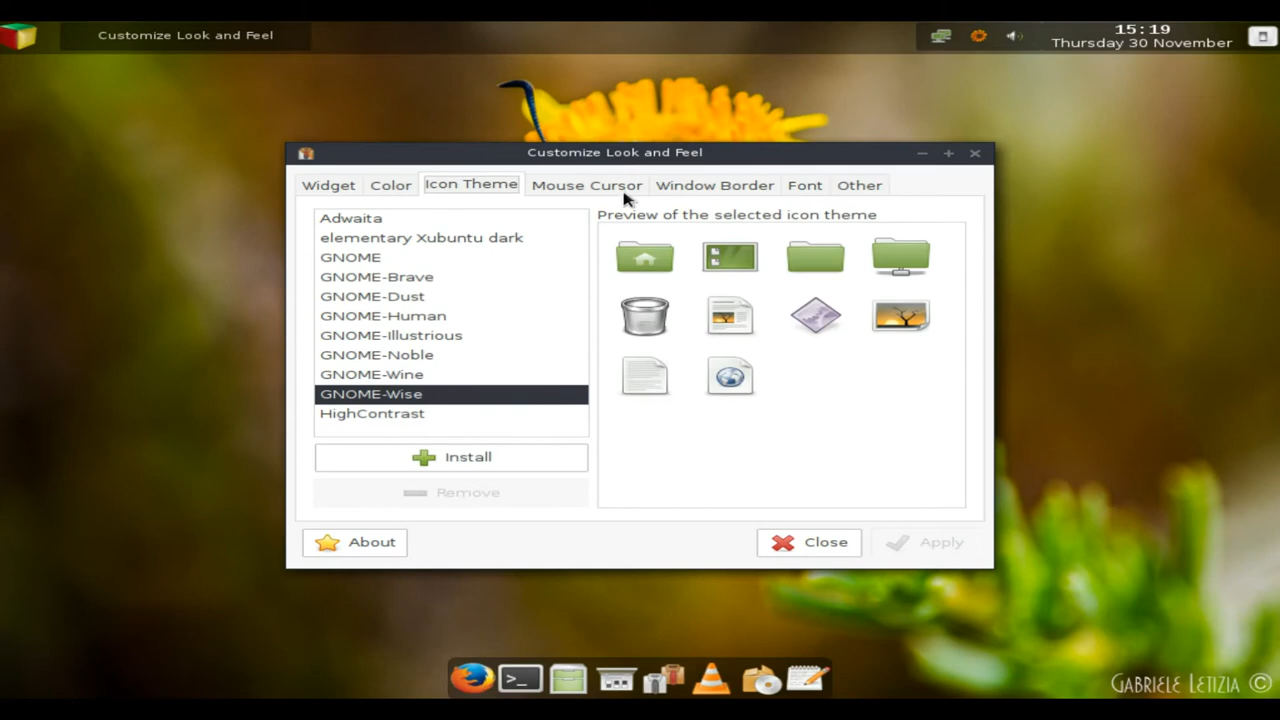 Customize Look and Feel
15:19
Thursday 30 November
Customize Look and Feel
Widget Color Icon Theme Mouse Cursor Window Border Font Other
Adwaita
elementary Xubuntu dark
GNOME
GNOME-Brave
GNOME-Dust
GNOME-Human
GNOME-Illustrious
GNOME-Noble
GNOME-Wine
GNOME-Wise
HighContrast
Install
Remove
Preview of the selected icon theme
About
Close
Apply
>_
GABRIELE LETIZIA ©